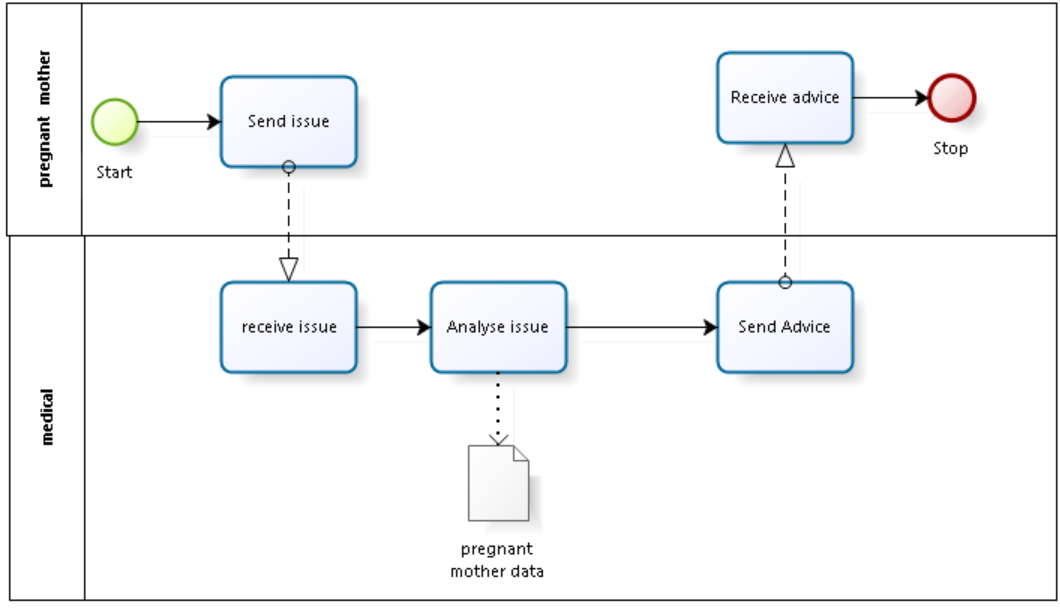 pregnant mother
Start
Send issue
Receive advice
Stop
medical
receive issue
Analyse issue
Send Advice
pregnant
mother data